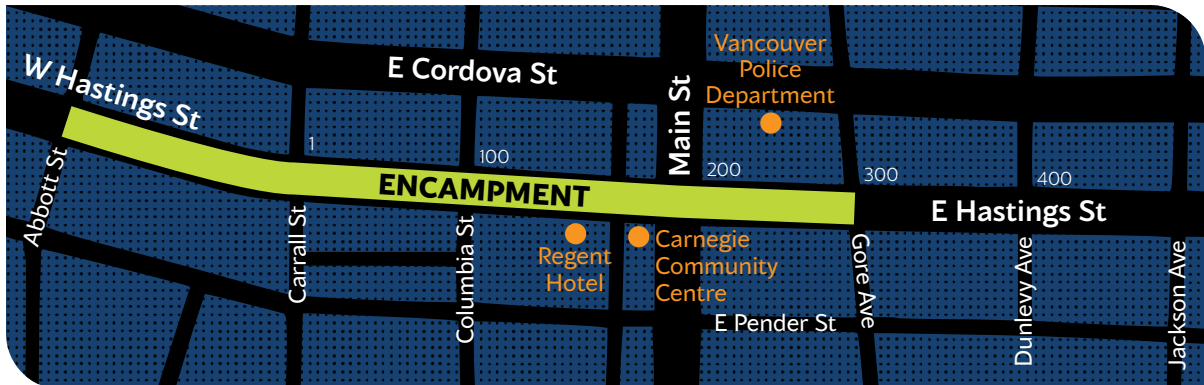 W Hastings St
E Cordova St
Vancouver
Police
Department
Main St
1
100
200
300
400
ENCAMPMENT
E Hastings St
Abbott St
Carrall St
Columbia St
Regent
Hotel
Carnegie
Community
Centre
E Pender St
Gore Ave
Dunlevy Ave
Jackson Ave